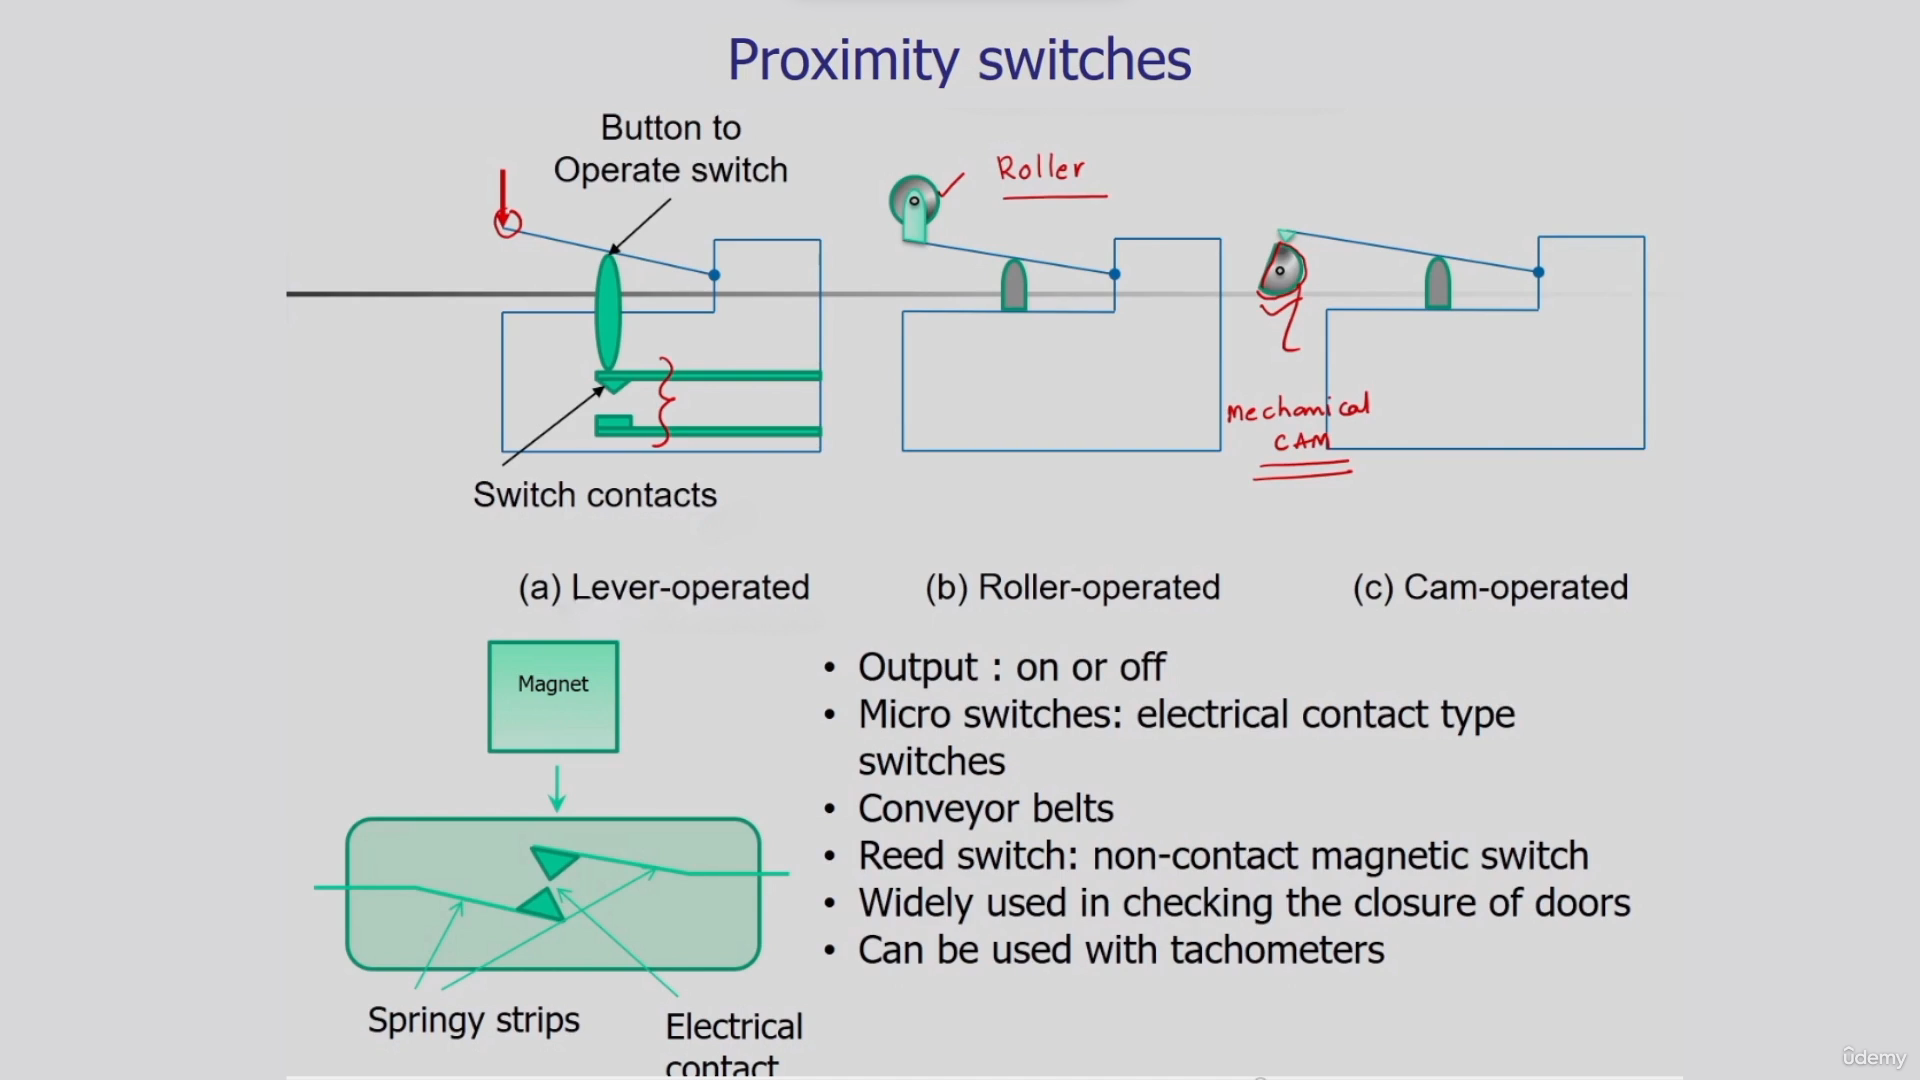 Proximity switches
Button to
Operate switch
Roller
Mechanical
CAM
Switch contacts
(a) Lever-operated
(b) Roller-operated
(c) Cam-operated
Magnet
Springy strips
Electrical
contact
• Output : on or off
• Micro switches: electrical contact type
switches
• Conveyor belts
• Reed switch: non-contact magnetic switch
• Widely used in checking the closure of doors
• Can be used with tachometers
ûdemy